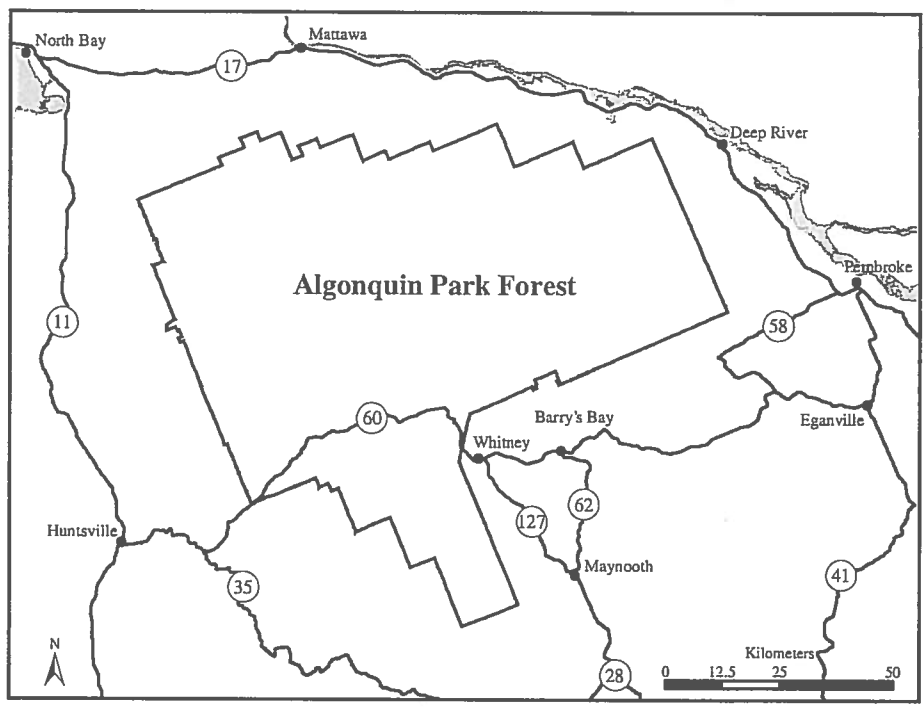 North Bay
Mattawa
17
Deep River
Algonquin Park Forest
Pembroke
11
58
60
Barry's Bay
Eganville
Whitney
62
127
Huntsville
Maynooth
35
41
N
Kilometers
28
0 12.5 25 50